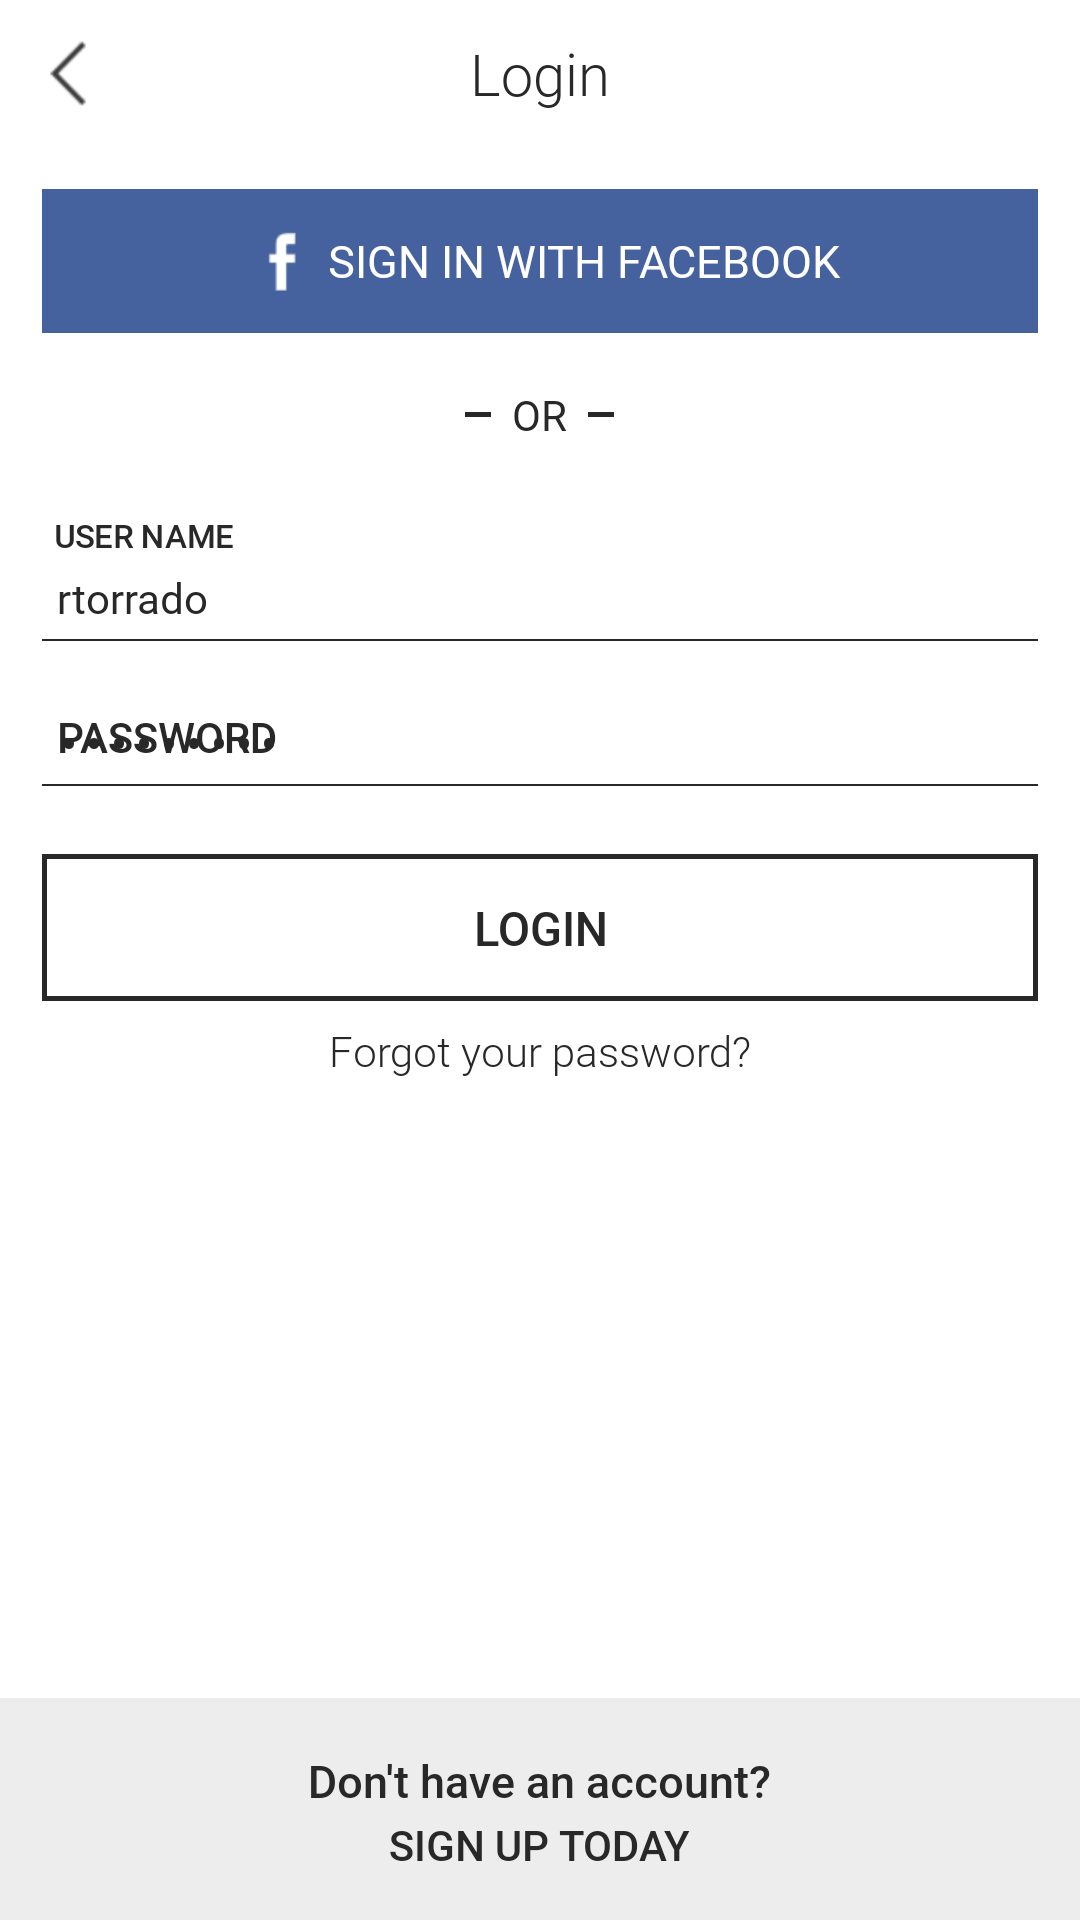 Login
f SIGN IN WITH FACEBOOK
– OR –
USER NAME
rtorrado
PASSWORD
•••••••••
LOGIN
Forgot your password?
Don't have an account?
SIGN UP TODAY